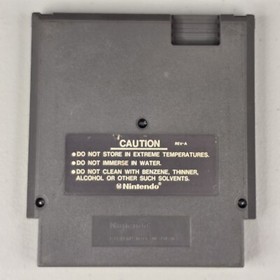 CAUTION REV-A
•DO NOT STORE IN EXTREME TEMPERATURES.
•DO NOT IMMERSE IN WATER.
•DO NOT CLEAN WITH BENZENE, THINNER,
ALCOHOL OR OTHER SUCH SOLVENTS.
Nintendo®
Nintendo